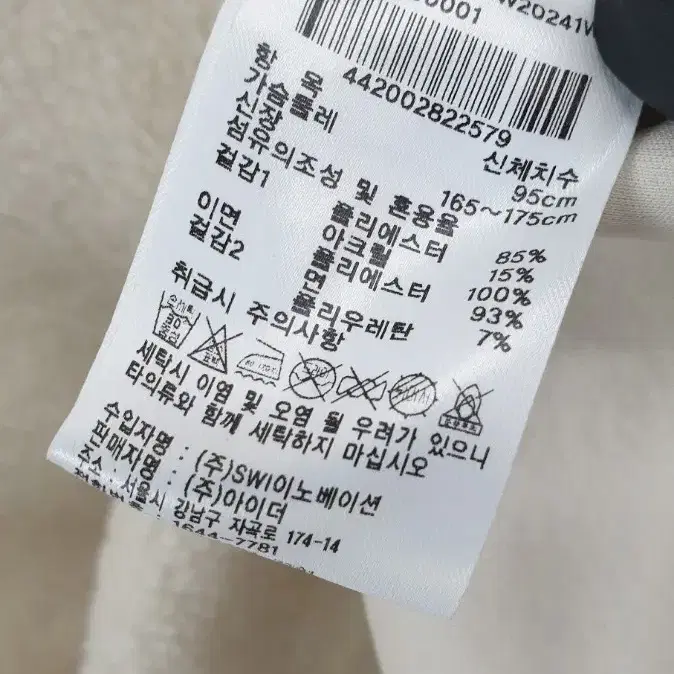 W20241W
0001
442002822579
항 목 신체치수
가슴둘레 95cm
신장 165~175cm
섬유의조성 및 혼용율
겉감1 폴리에스터 85%
아크릴 15%
이면 폴리에스터 100%
겉감2 면 93%
폴리우레탄 7%
취급시 주의사항
세탁시 이염 및 오염 될 우려가 있으니
타의류와 함께 세탁하지 마십시오
수입자명 : (주)SWI이노베이션
판매자명 : (주)아이더
주소 : 서울시 강남구 자곡로 174-14
전화번호 : 1644-7781